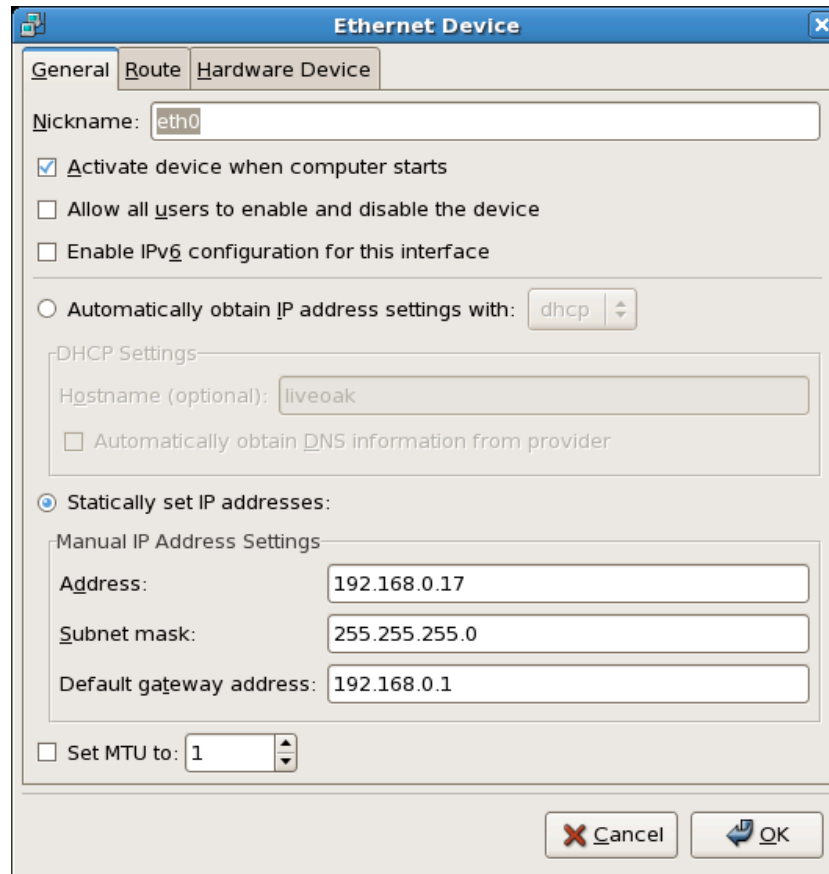 Ethernet Device
General Route Hardware Device
Nickname: eth0
Activate device when computer starts
Allow all users to enable and disable the device
Enable IPv6 configuration for this interface
Automatically obtain IP address settings with: dhcp
DHCP Settings
Hostname (optional): liveoak
Automatically obtain DNS information from provider
Statically set IP addresses:
Manual IP Address Settings
Address: 192.168.0.17
Subnet mask: 255.255.255.0
Default gateway address: 192.168.0.1
Set MTU to: 1
Cancel OK